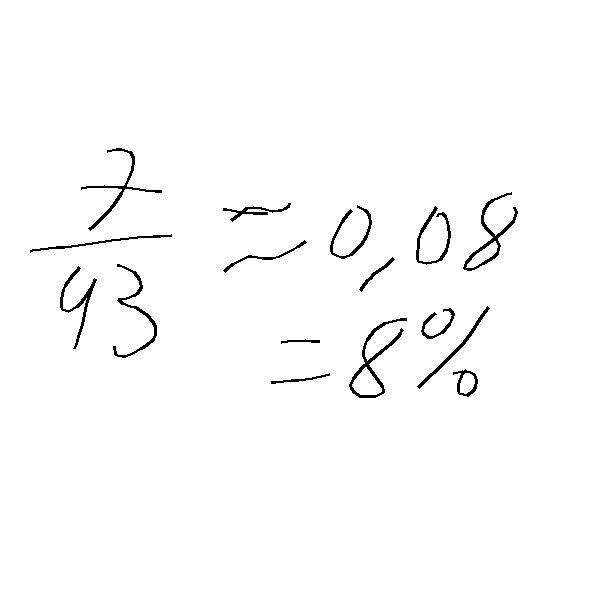 7/93 ≈ 0,08
= 8%